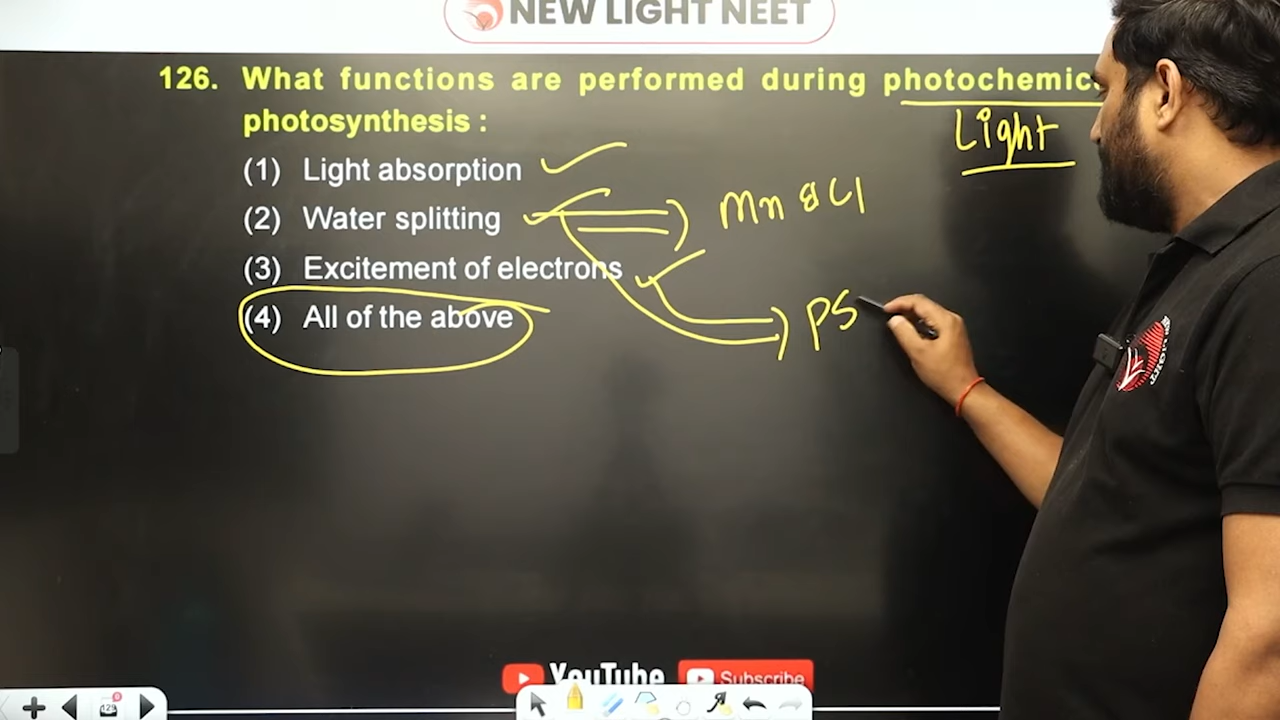 NEW LIGHT NEET
126. What functions are performed during photochemic
Light
photosynthesis :
(1) Light absorption
(2) Water splitting
Mn & Cl
(3) Excitement of electrons
(4) All of the above
PS
YouTube
Subscribe